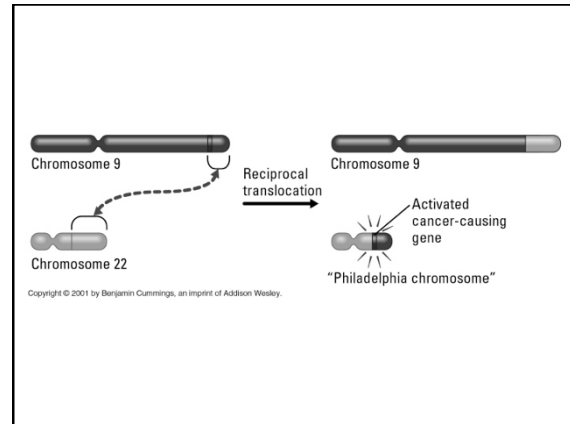 Chromosome 9
Chromosome 9
Reciprocal
translocation
Activated
cancer-causing
gene
Chromosome 22
"Philadelphia chromosome"
Copyright © 2001 by Benjamin Cummings, an imprint of Addison Wesley.